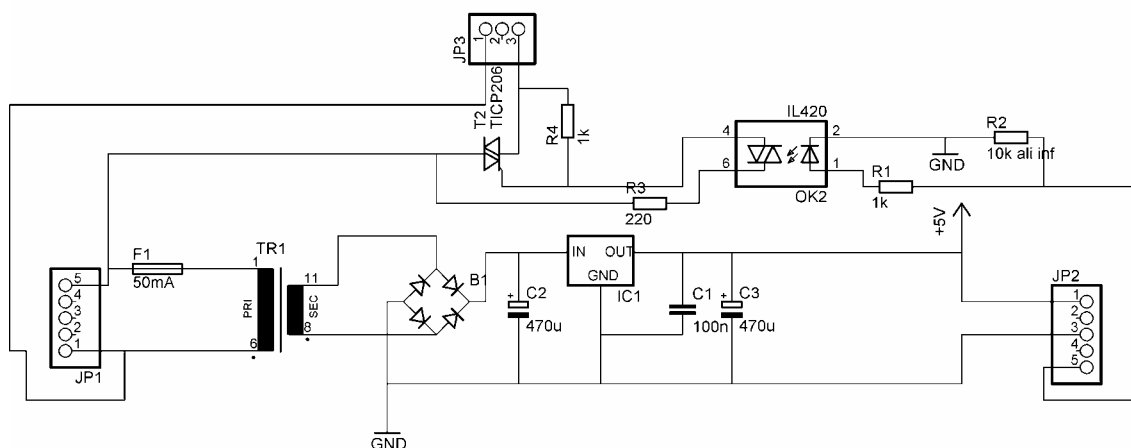 JP3
1
2
3
T2
TICP206
R4
1k
IL420
4
6
2
1
OK2
GND
R2
10k ali inf
R1
1k
R3
220
+5V
F1
50mA
TR1
1
6
PRI
SEC
11
8
B1
IN OUT
GND
IC1
C2
+
470u
C1
100n
C3
+
470u
JP1
5
4
3
2
1
JP2
1
2
3
4
5
GND